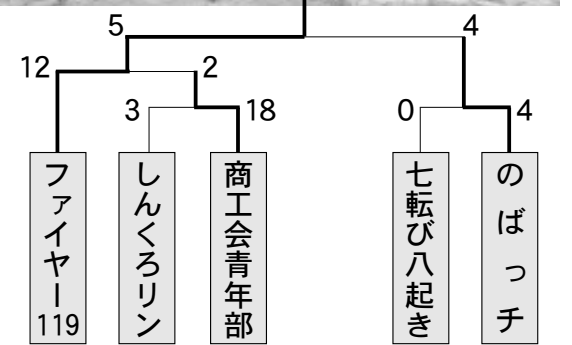 5 4
12 2
3 18 0 4
ファイヤー119
しんくろリン
商工会青年部
七転び八起き
のばっチ